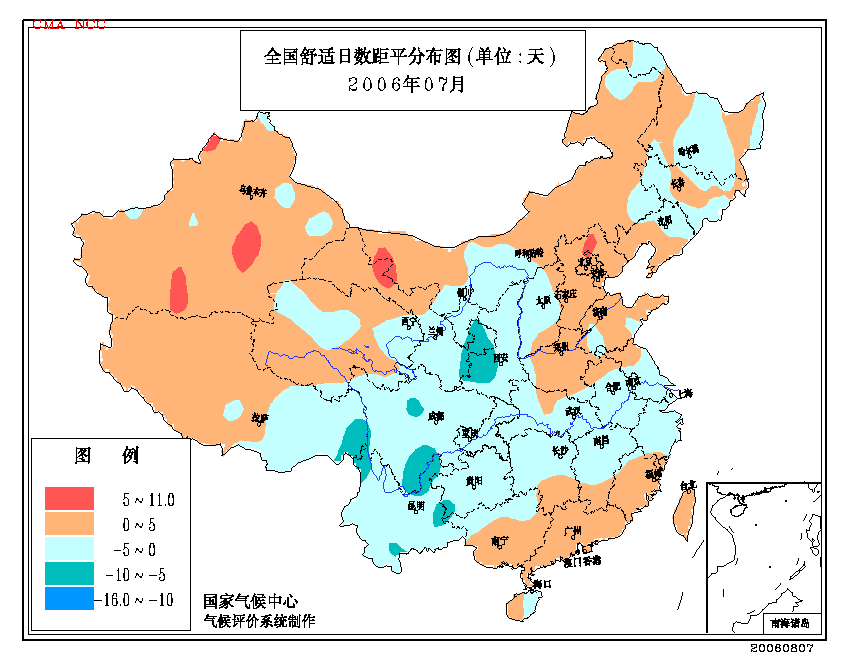 CMA NCC
全国舒适日数距平分布图(单位:天)
2006年07月
哈尔滨
长春
沈阳
乌鲁木齐
呼和浩特
北京
天津
石家庄
太原
银川
济南
西宁
兰州
郑州
西安
合肥
南京
上海
拉萨
成都
重庆
武汉
长沙
南昌
贵阳
福州
台北
昆明
南宁
广州
澳门香港
海口
图 例
5 ~ 11.0
0 ~ 5
-5 ~ 0
-10 ~ -5
-16.0 ~ -10
国家气候中心
气候评价系统制作
南海诸岛
20060807